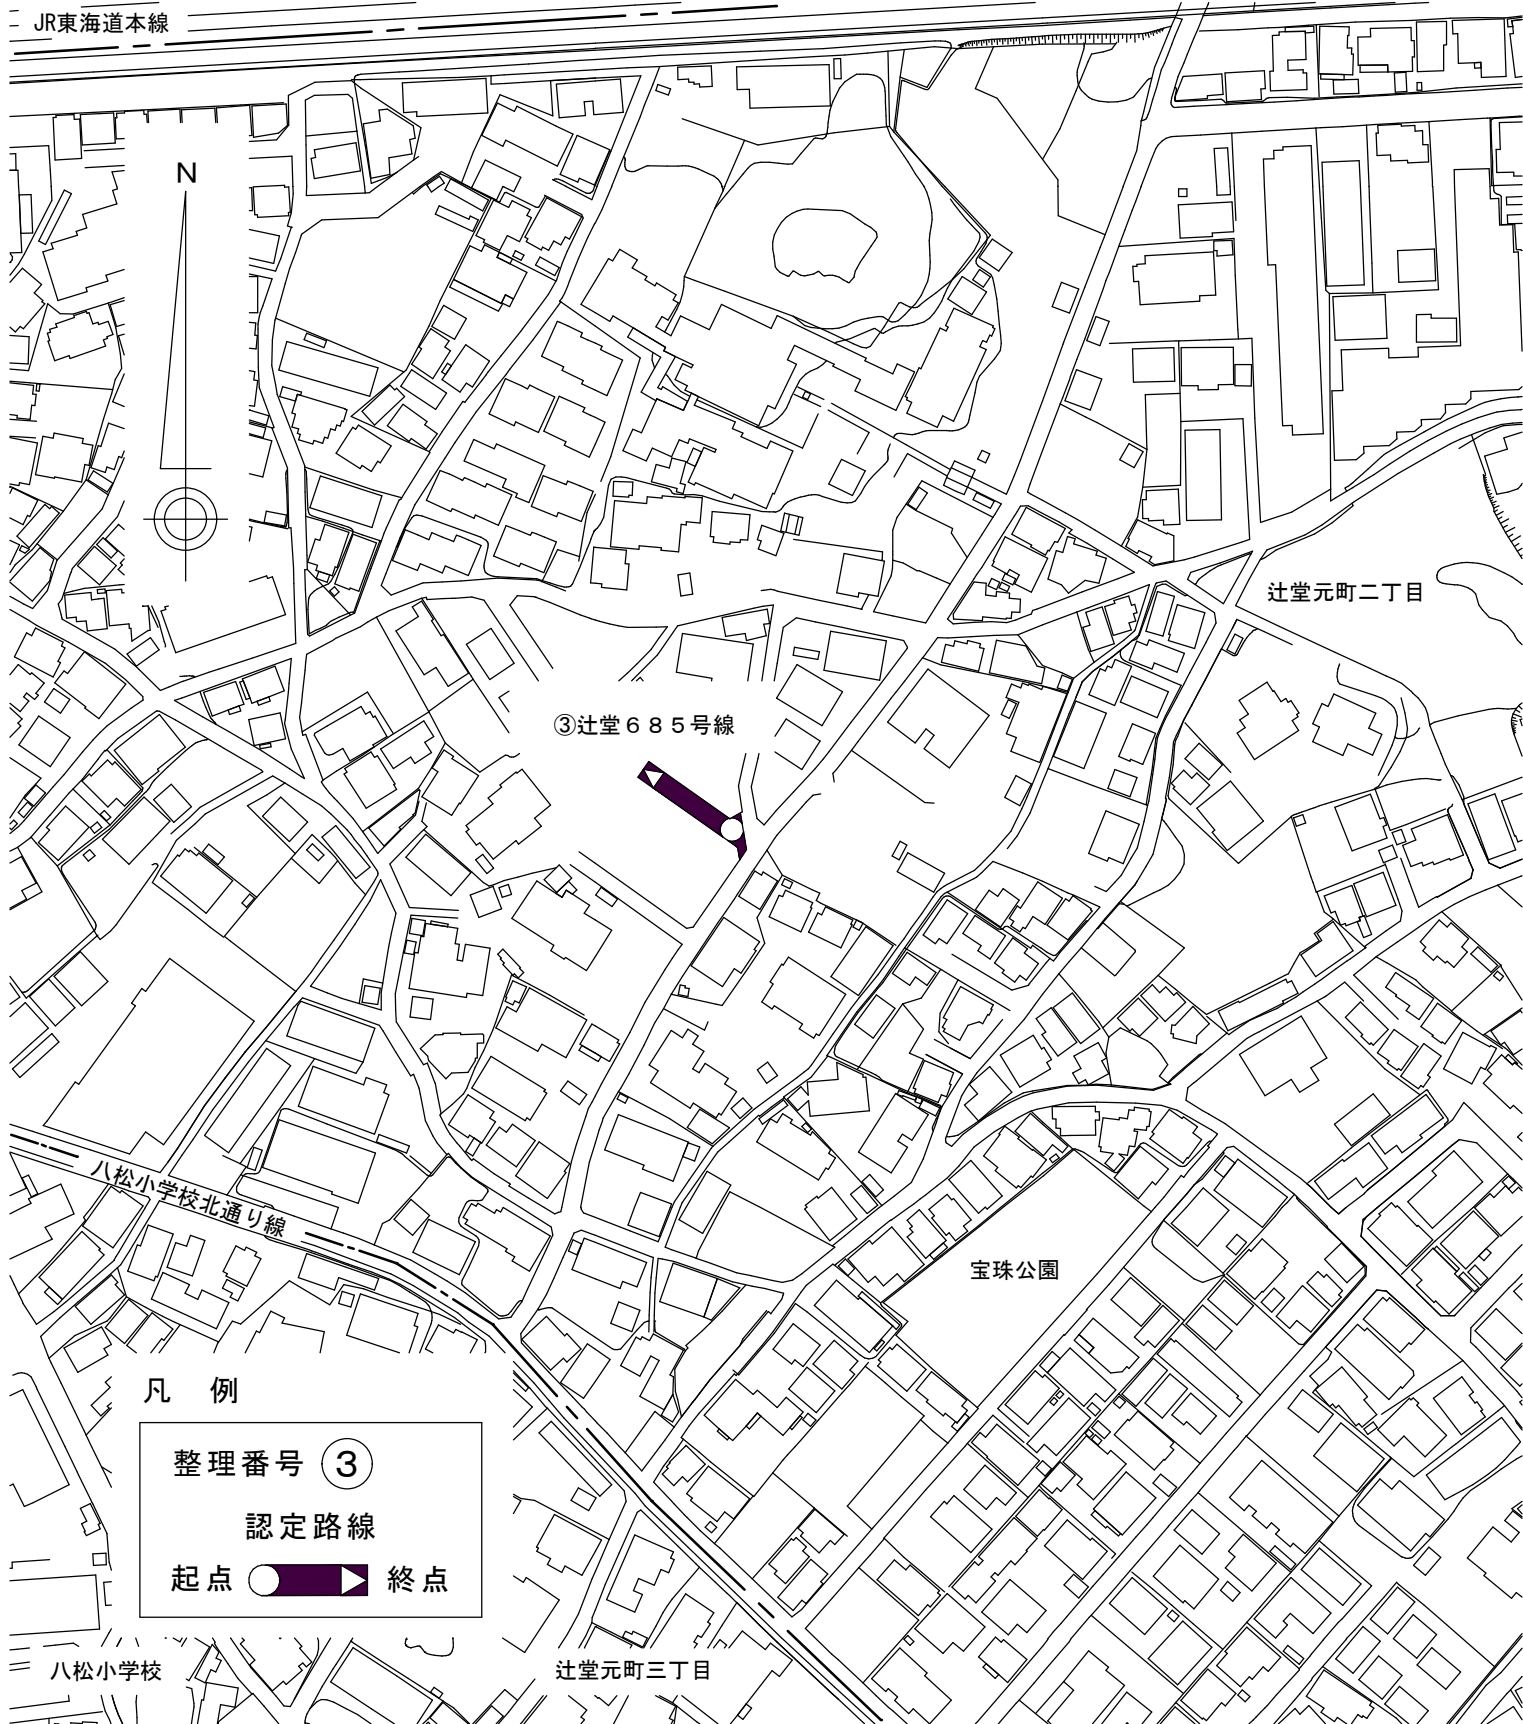 JR東海道本線
N
辻堂元町二丁目
③辻堂685号線
八松小学校北通り線
宝珠公園
凡 例
整理番号 ③
認定路線
起点 終点
八松小学校
辻堂元町三丁目